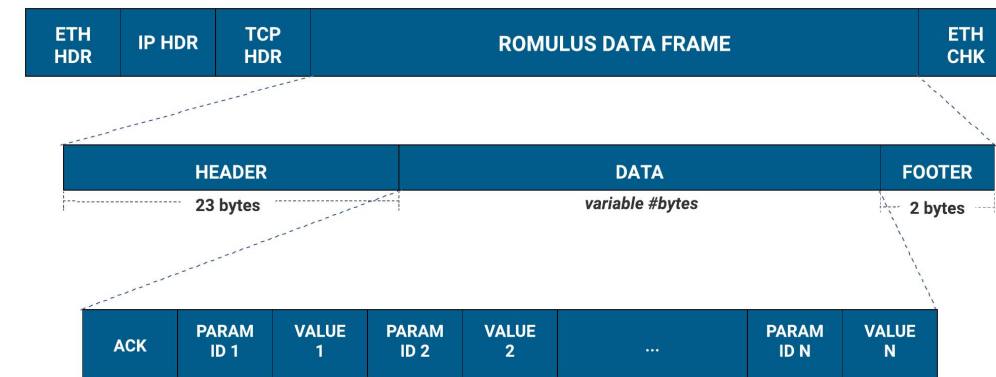 ETH
HDR
IP HDR
TCP
HDR
ROMULUS DATA FRAME
ETH
CHK
HEADER
DATA
FOOTER
23 bytes
variable #bytes
2 bytes
ACK
PARAM
ID 1
VALUE
1
PARAM
ID 2
VALUE
2
...
PARAM
ID N
VALUE
N